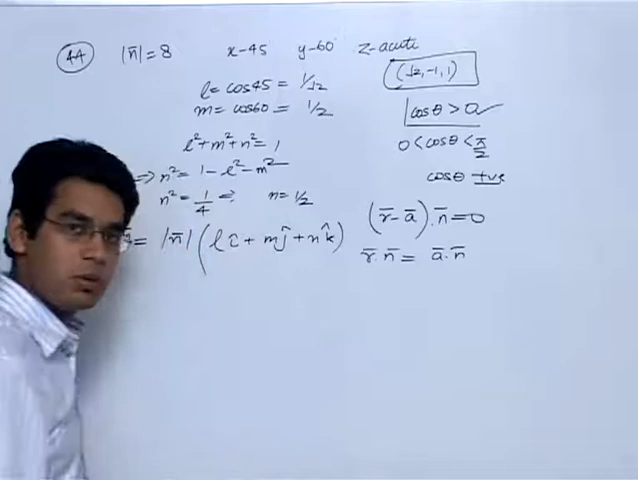 44 |n̄| = 8 x-45 y-60 z-acute
(√2,-1,1)
l = cos45 = 1/√2
m = cos60 = 1/2
l²+m²+n² = 1
⇒ n² = 1 - l² - m²
n² = 1/4 ⇒ n = 1/2
= |n̄| (lî + mĵ + nk̂)
cosθ > 0 ✓
0 < cosθ < π/2
cosθ +ve
(r̄-ā).n̄ = 0
r̄.n̄ = ā.n̄